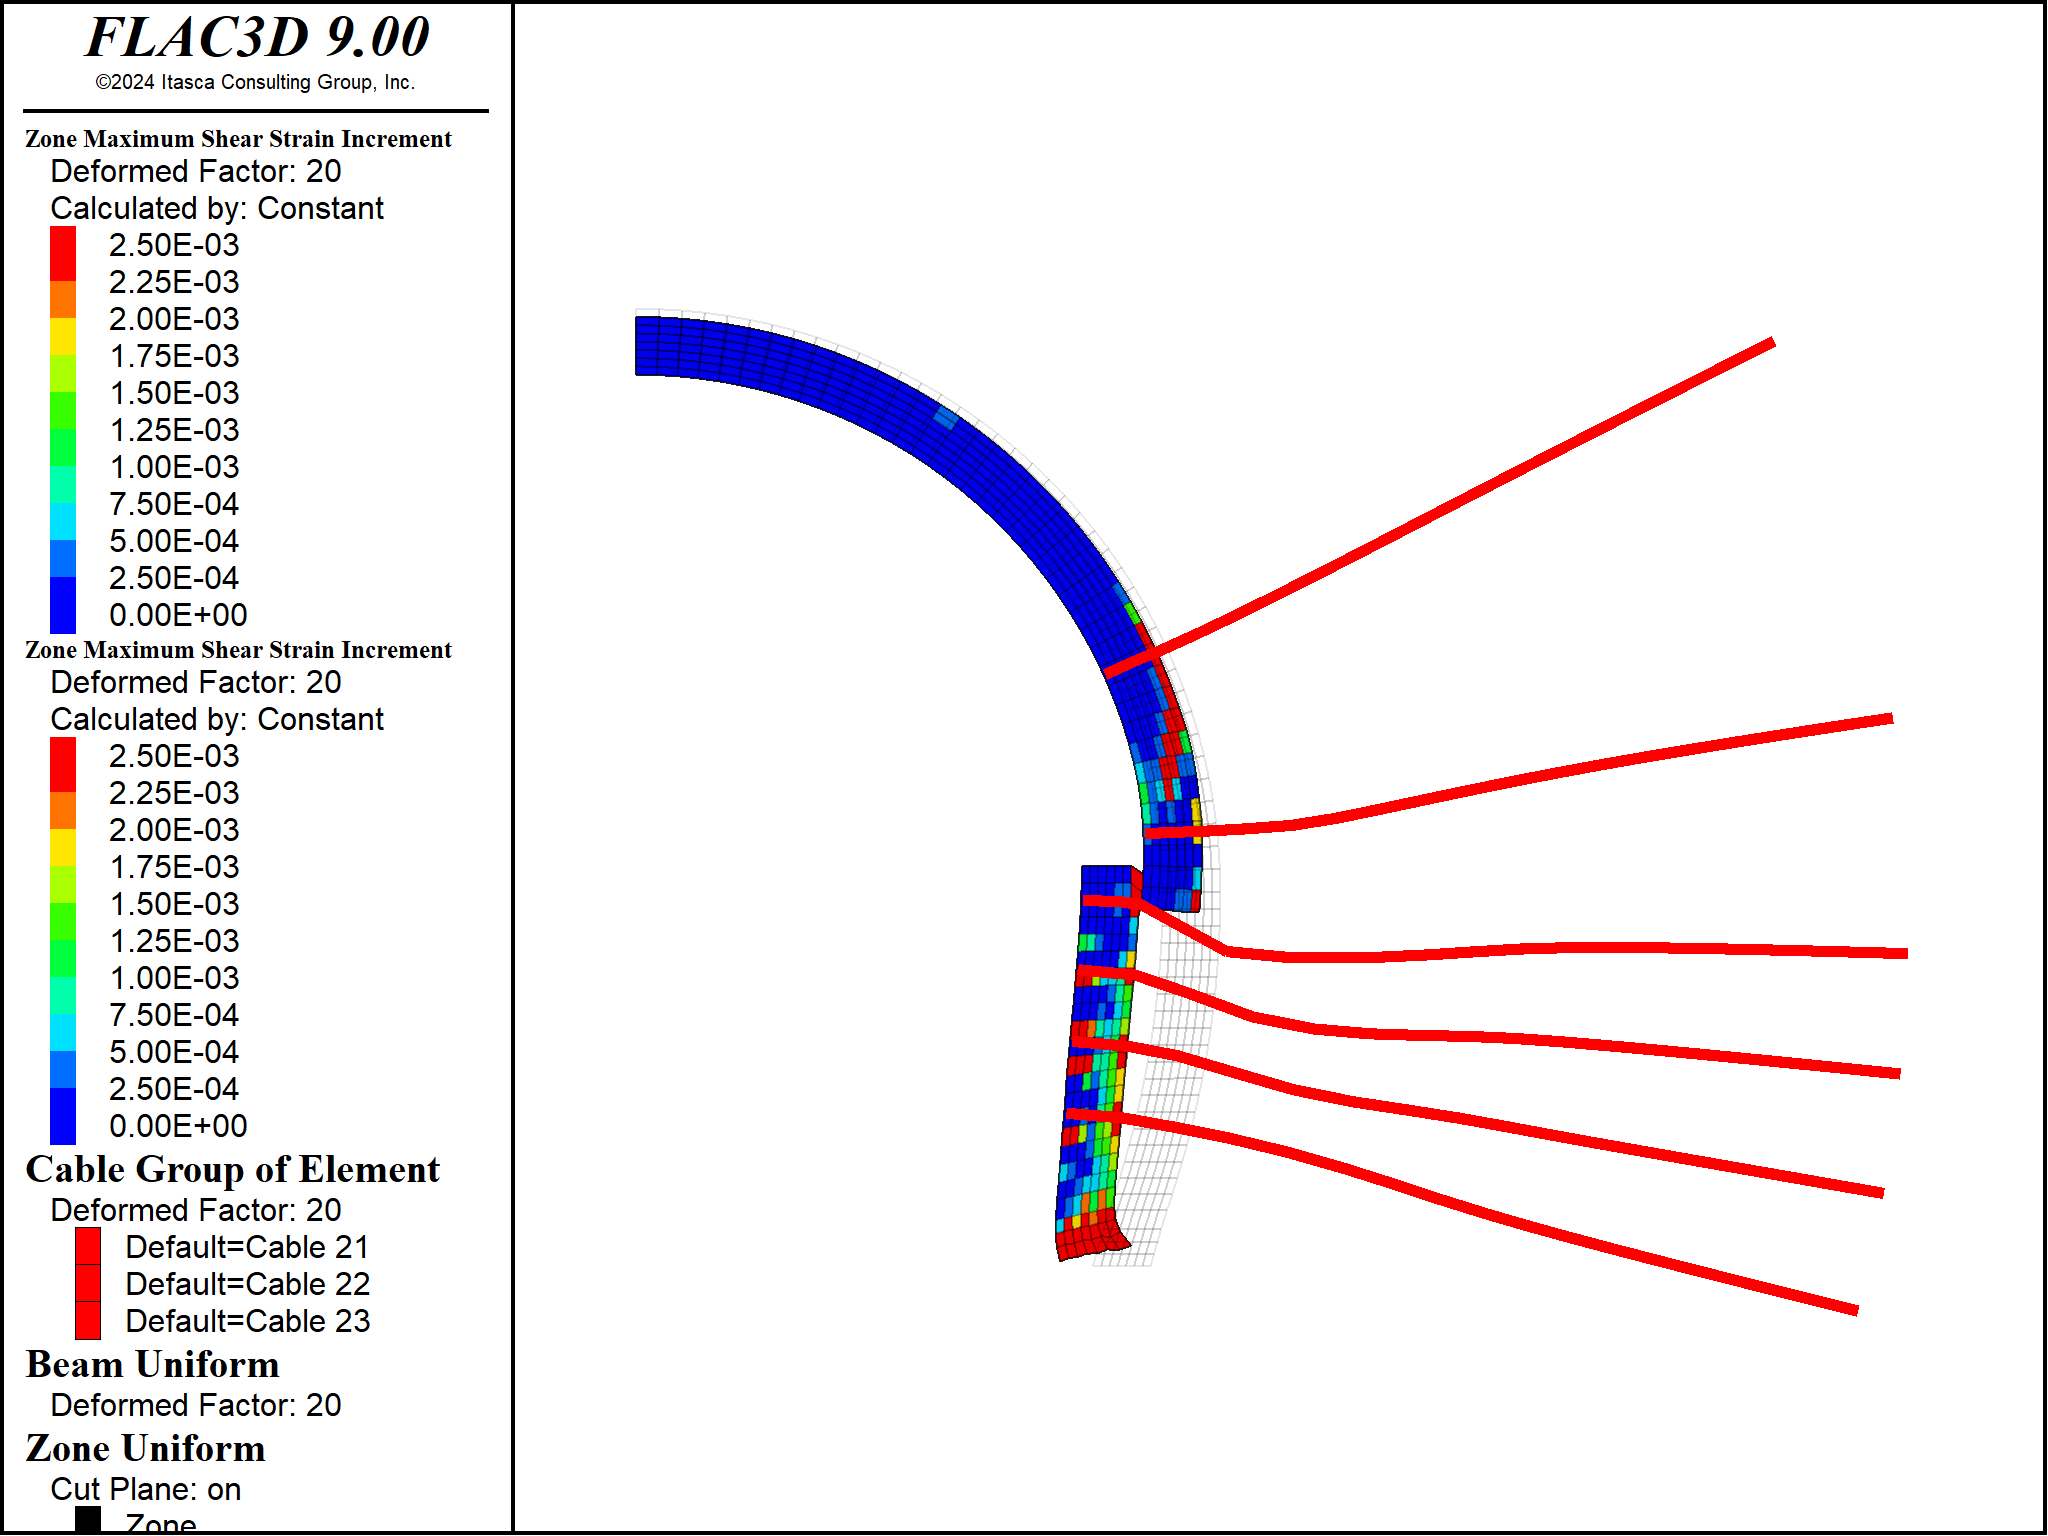 FLAC3D 9.00
©2024 Itasca Consulting Group, Inc.
Zone Maximum Shear Strain Increment
Deformed Factor: 20
Calculated by: Constant
2.50E-03
2.25E-03
2.00E-03
1.75E-03
1.50E-03
1.25E-03
1.00E-03
7.50E-04
5.00E-04
2.50E-04
0.00E+00
Zone Maximum Shear Strain Increment
Deformed Factor: 20
Calculated by: Constant
2.50E-03
2.25E-03
2.00E-03
1.75E-03
1.50E-03
1.25E-03
1.00E-03
7.50E-04
5.00E-04
2.50E-04
0.00E+00
Cable Group of Element
Deformed Factor: 20
Default=Cable 21
Default=Cable 22
Default=Cable 23
Beam Uniform
Deformed Factor: 20
Zone Uniform
Cut Plane: on
Zone